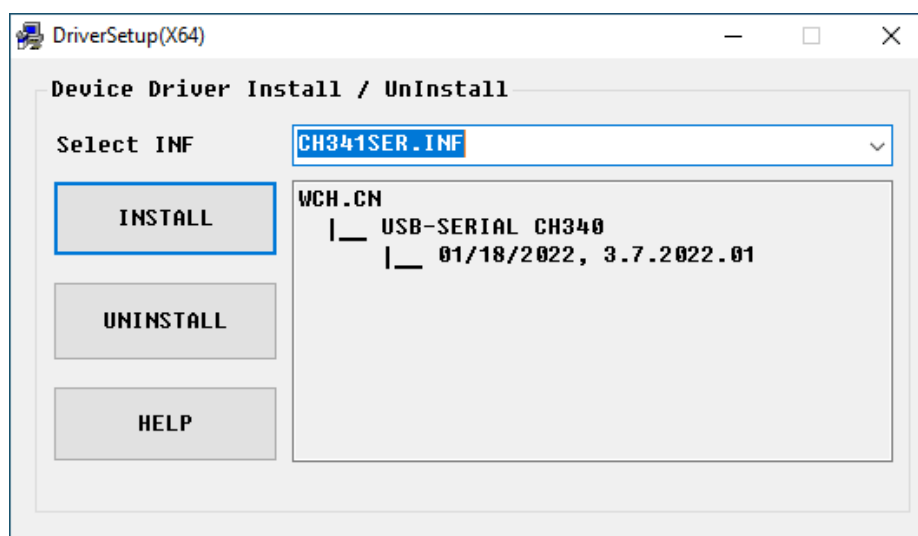 DriverSetup(X64)
Device Driver Install / UnInstall
Select INF
CH341SER.INF
INSTALL
WCH.CN
|__ USB-SERIAL CH340
|__ 01/18/2022, 3.7.2022.01
UNINSTALL
HELP